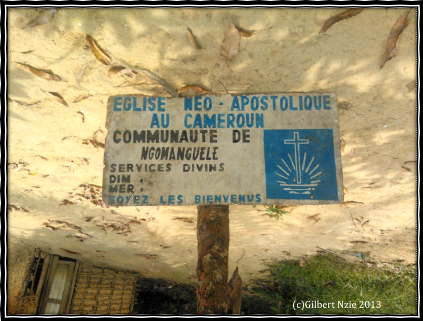 EGLISE NEO - APOSTOLIQUE
AU CAMEROUN
COMMUNAUTE DE
NGOMANGUELE
SERVICES DIVINS
DIM :
MER :
SOYEZ LES BIENVENUS
(c)Gilbert Nzie 2013